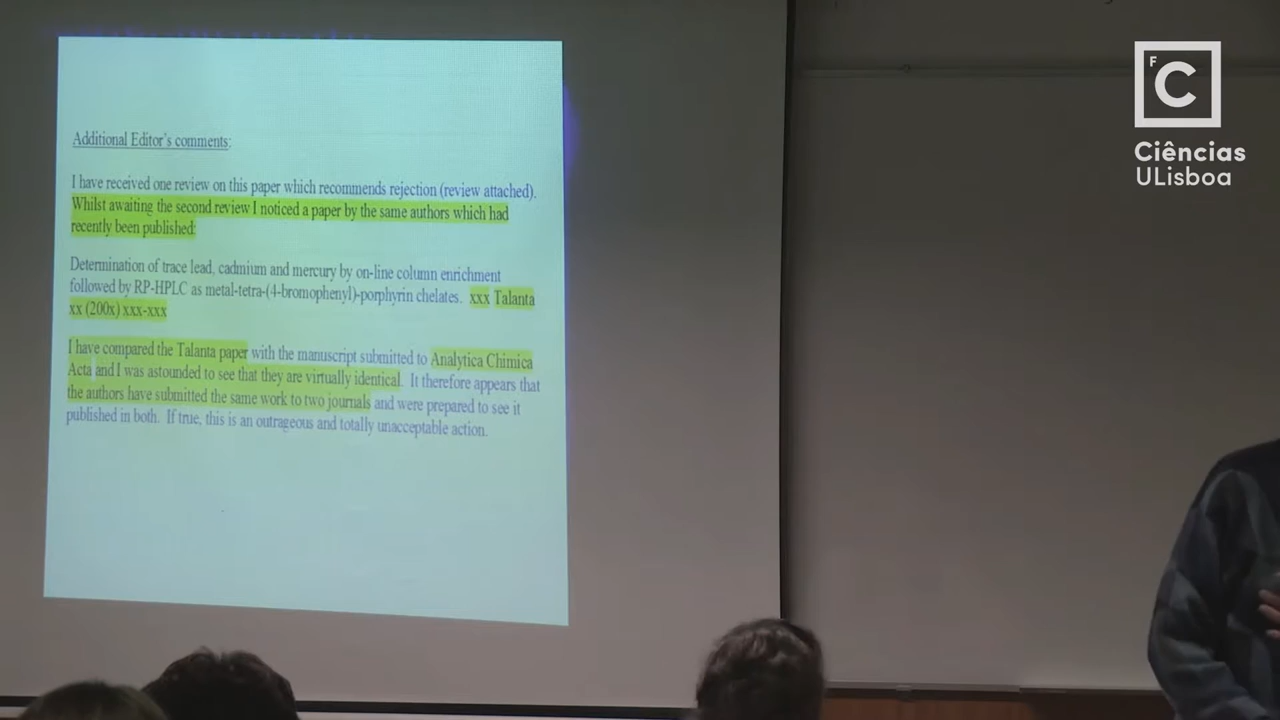 Additional Editor's comments:
I have received one review on this paper which recommends rejection (review attached).
Whilst awaiting the second review I noticed a paper by the same authors which had
recently been published:
Determination of trace lead, cadmium and mercury by on-line column enrichment
followed by RP-HPLC as metal-tetra-(4-bromophenyl)-porphyrin chelates. xxx Talanta
xx (200x) xxx-xxx
I have compared the Talanta paper with the manuscript submitted to Analytica Chimica
Acta and I was astounded to see that they are virtually identical. It therefore appears that
the authors have submitted the same work to two journals and were prepared to see it
published in both. If true, this is an outrageous and totally unacceptable action.
F
C
Ciências
ULisboa